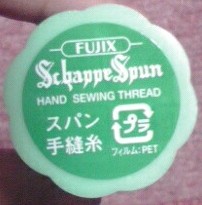 FUJIX
Schappe Spun
HAND SEWING THREAD
スパン
手縫糸
プラ
フィルム:PET